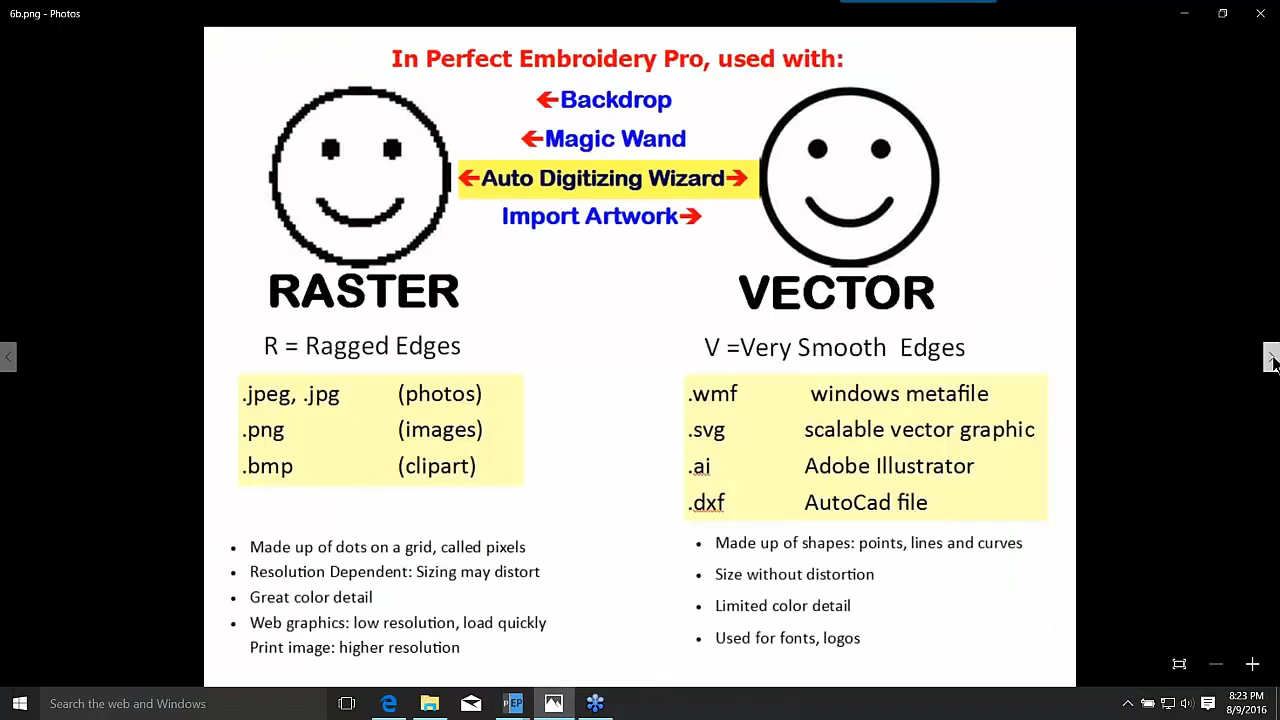 6b.png - Photos
In Perfect Embroidery Pro, used with:
Backdrop
Magic Wand
Auto Digitizing Wizard
Import Artwork
RASTER
R = Ragged Edges
.jpeg, .jpg (photos)
.png (images)
.bmp (clipart)
Made up of dots on a grid, called pixels
Resolution Dependent: Sizing may distort
Great color detail
Web graphics: low resolution, load quickly
Print image: higher resolution
VECTOR
V =Very Smooth Edges
.wmf windows metafile
.svg scalable vector graphic
.ai Adobe Illustrator
.dxf AutoCad file
Made up of shapes: points, lines and curves
Size without distortion
Limited color detail
Used for fonts, logos
Search the web and Windows
pEP
8:23 PM
8/9/2016